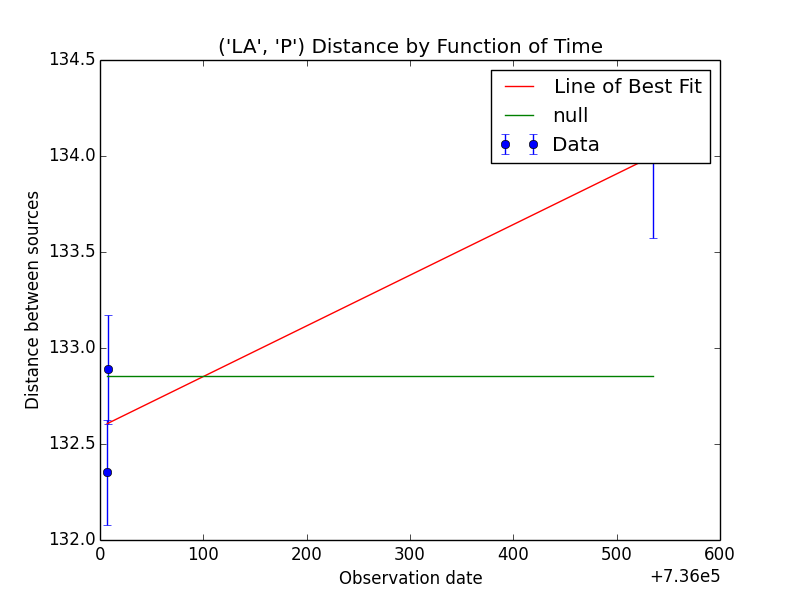 ('LA', 'P') Distance by Function of Time
134.5
134.0
133.5
133.0
132.5
132.0
Distance between sources
Line of Best Fit
null
Data
0 100 200 300 400 500 600
+7.36e5
Observation date